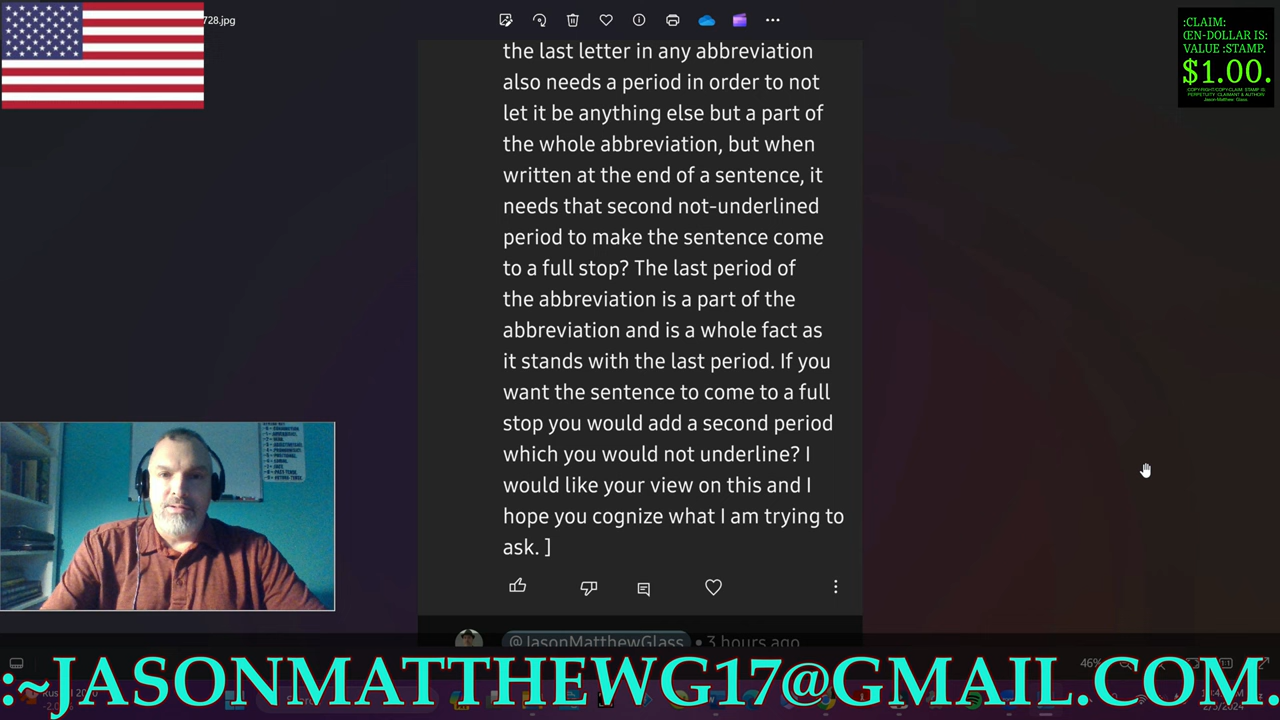 728.jpg
:CLAIM:
ŒN-DOLLAR IS:
VALUE :STAMP.
$1.00.
Jason-Matthew: Glass.
the last letter in any abbreviation
also needs a period in order to not
let it be anything else but a part of
the whole abbreviation, but when
written at the end of a sentence, it
needs that second not-underlined
period to make the sentence come
to a full stop? The last period of
the abbreviation is a part of the
abbreviation and is a whole fact as
it stands with the last period. If you
want the sentence to come to a full
stop you would add a second period
which you would not underline? I
would like your view on this and I
hope you cognize what I am trying to
ask. ]
@JasonMatthewGlass • 3 hours ago
46%
:~JASONMATTHEWG17@GMAIL.COM.